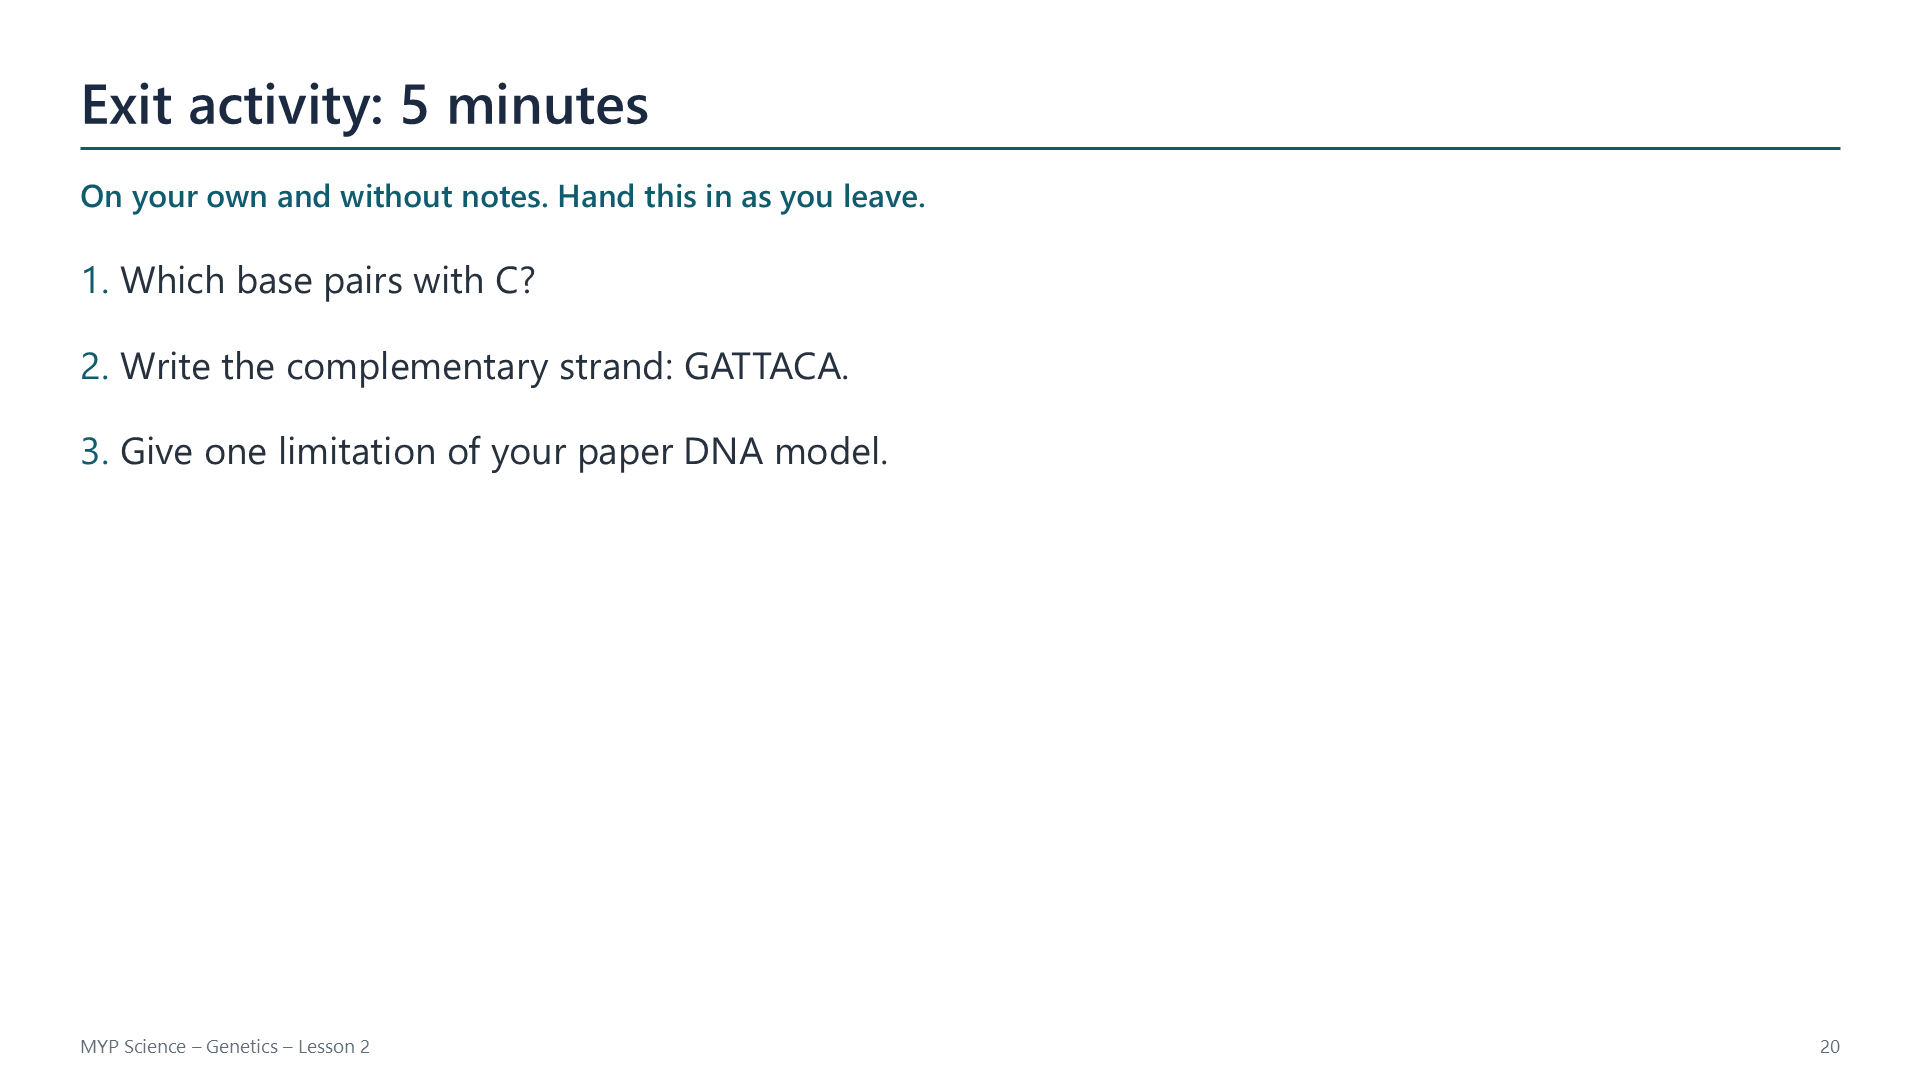 Exit activity: 5 minutes
On your own and without notes. Hand this in as you leave.
1. Which base pairs with C?
2. Write the complementary strand: GATTACA.
3. Give one limitation of your paper DNA model.
MYP Science – Genetics – Lesson 2
20